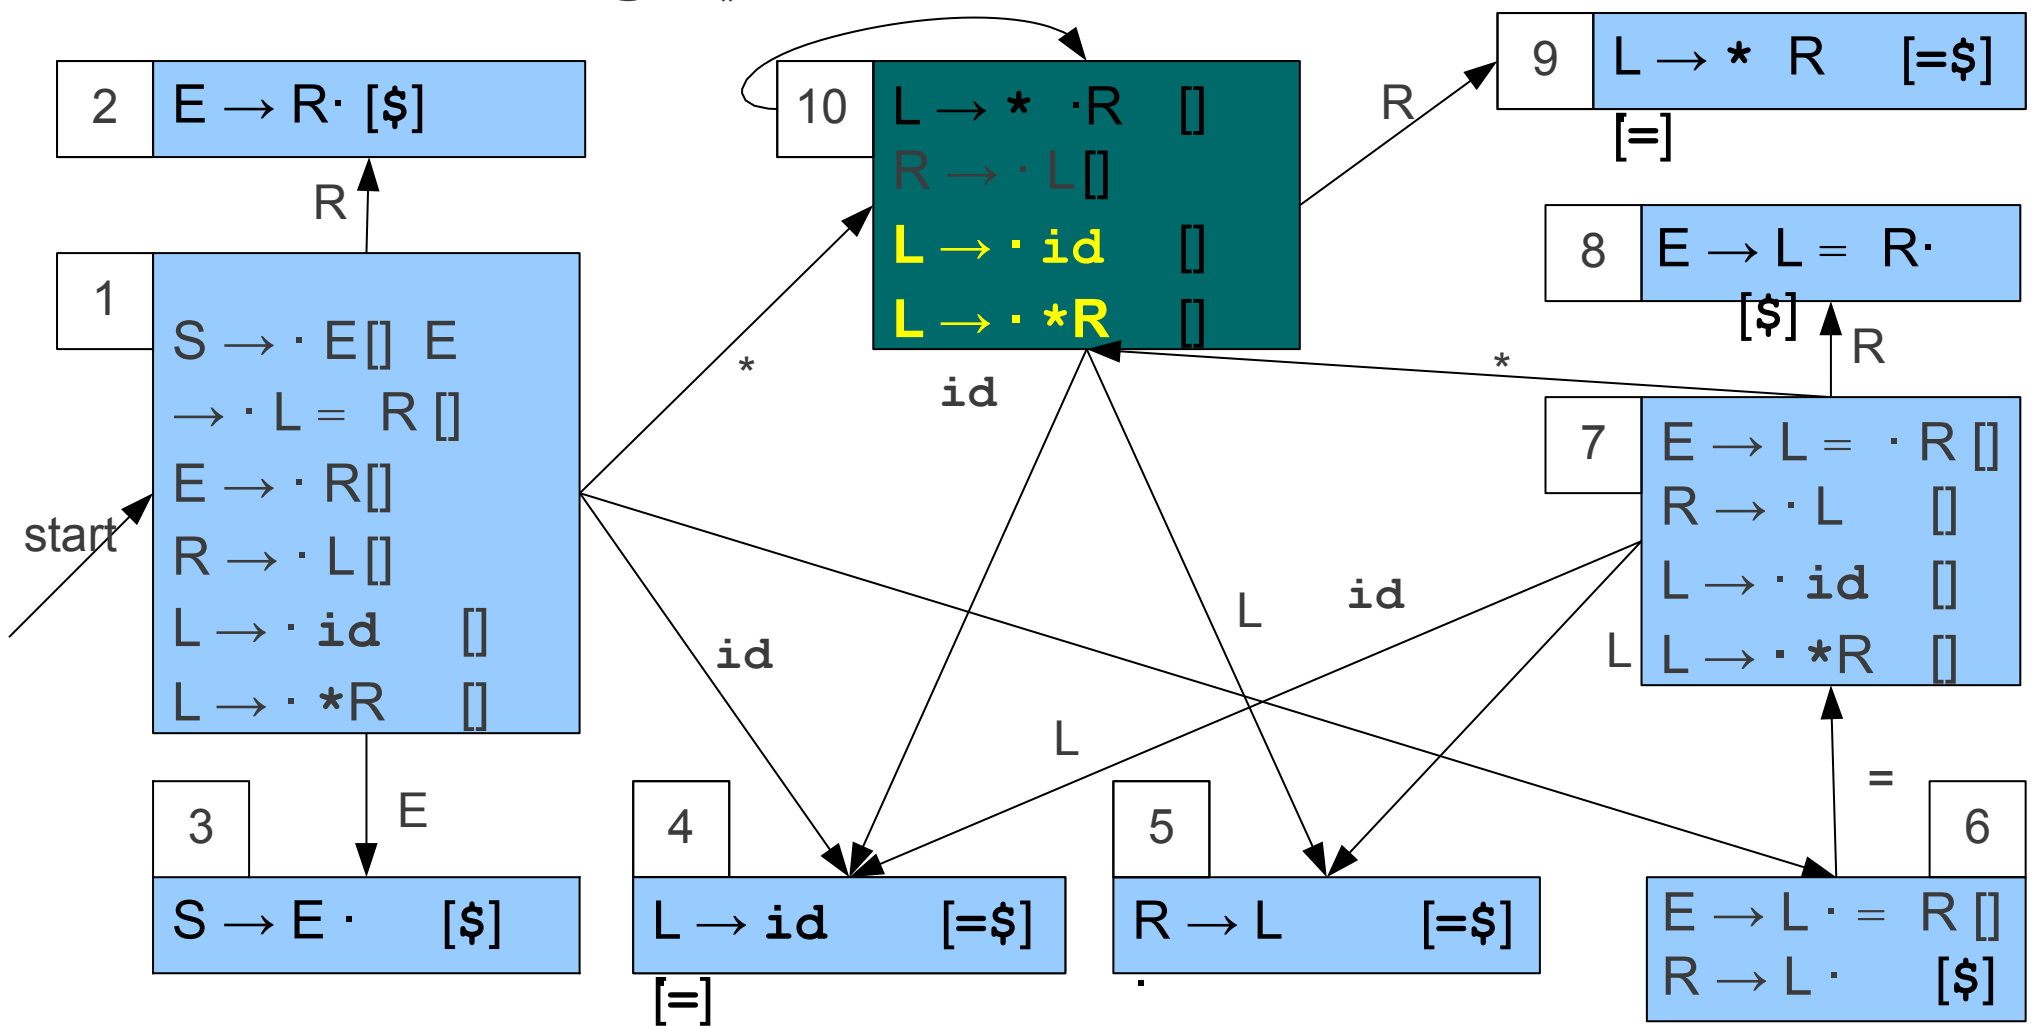 2
E → R· [$]
R
1
S → · E[] E
→ · L = R []
E → · R[]
R → · L[]
L → · id []
L → · *R []
start
E
3
S → E · [$]
10
L → * ·R []
R → · L[]
L → · id []
L → · *R []
R
9
L → * R [=$]
[=]
8
E → L = R·
[$]
R
*
id
*
7
E → L = · R []
R → · L []
L → · id []
L → · *R []
id
L
id
L
L
=
4
L → id [=$]
[=]
5
R → L [=$]
·
6
E → L · = R []
R → L · [$]